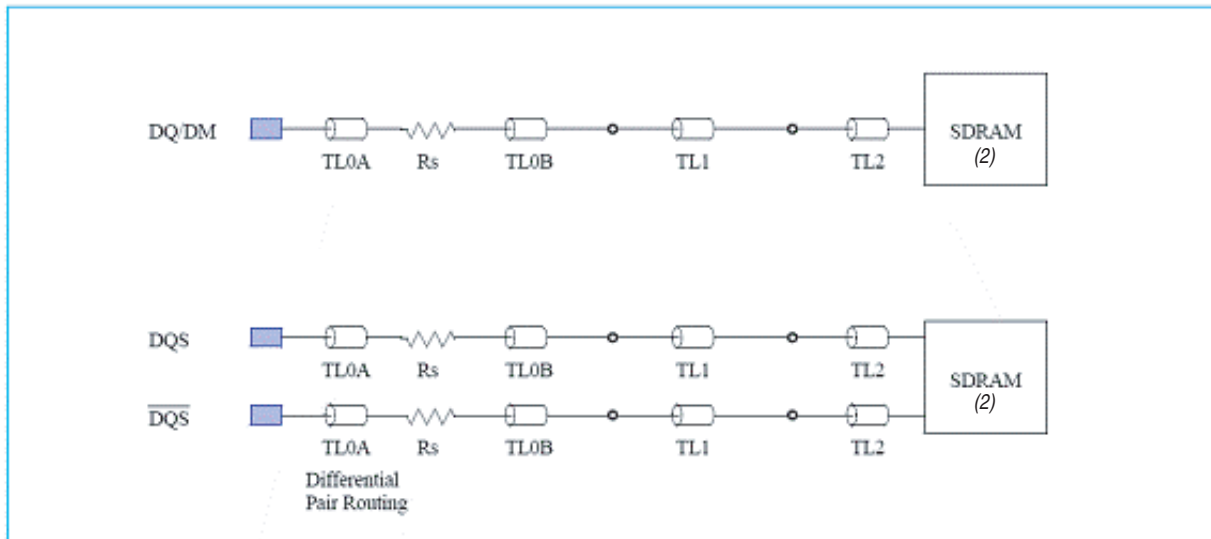 DQ/DM
TL0A Rs TL0B TL1 TL2
SDRAM
(2)
DQS
TL0A Rs TL0B TL1 TL2
SDRAM
(2)
D̅Q̅S̅
TL0A Rs TL0B TL1 TL2
Differential
Pair Routing